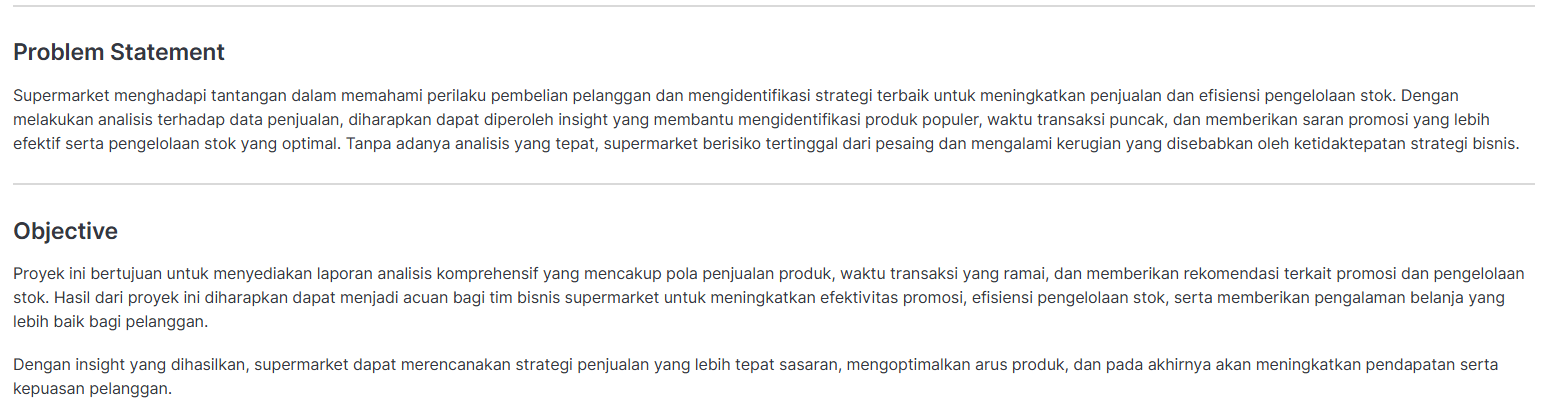 Problem Statement
Supermarket menghadapi tantangan dalam memahami perilaku pembelian pelanggan dan mengidentifikasi strategi terbaik untuk meningkatkan penjualan dan efisiensi pengelolaan stok. Dengan
melakukan analisis terhadap data penjualan, diharapkan dapat diperoleh insight yang membantu mengidentifikasi produk populer, waktu transaksi puncak, dan memberikan saran promosi yang lebih
efektif serta pengelolaan stok yang optimal. Tanpa adanya analisis yang tepat, supermarket berisiko tertinggal dari pesaing dan mengalami kerugian yang disebabkan oleh ketidaktepatan strategi bisnis.
Objective
Proyek ini bertujuan untuk menyediakan laporan analisis komprehensif yang mencakup pola penjualan produk, waktu transaksi yang ramai, dan memberikan rekomendasi terkait promosi dan pengelolaan
stok. Hasil dari proyek ini diharapkan dapat menjadi acuan bagi tim bisnis supermarket untuk meningkatkan efektivitas promosi, efisiensi pengelolaan stok, serta memberikan pengalaman belanja yang
lebih baik bagi pelanggan.
Dengan insight yang dihasilkan, supermarket dapat merencanakan strategi penjualan yang lebih tepat sasaran, mengoptimalkan arus produk, dan pada akhirnya akan meningkatkan pendapatan serta
kepuasan pelanggan.